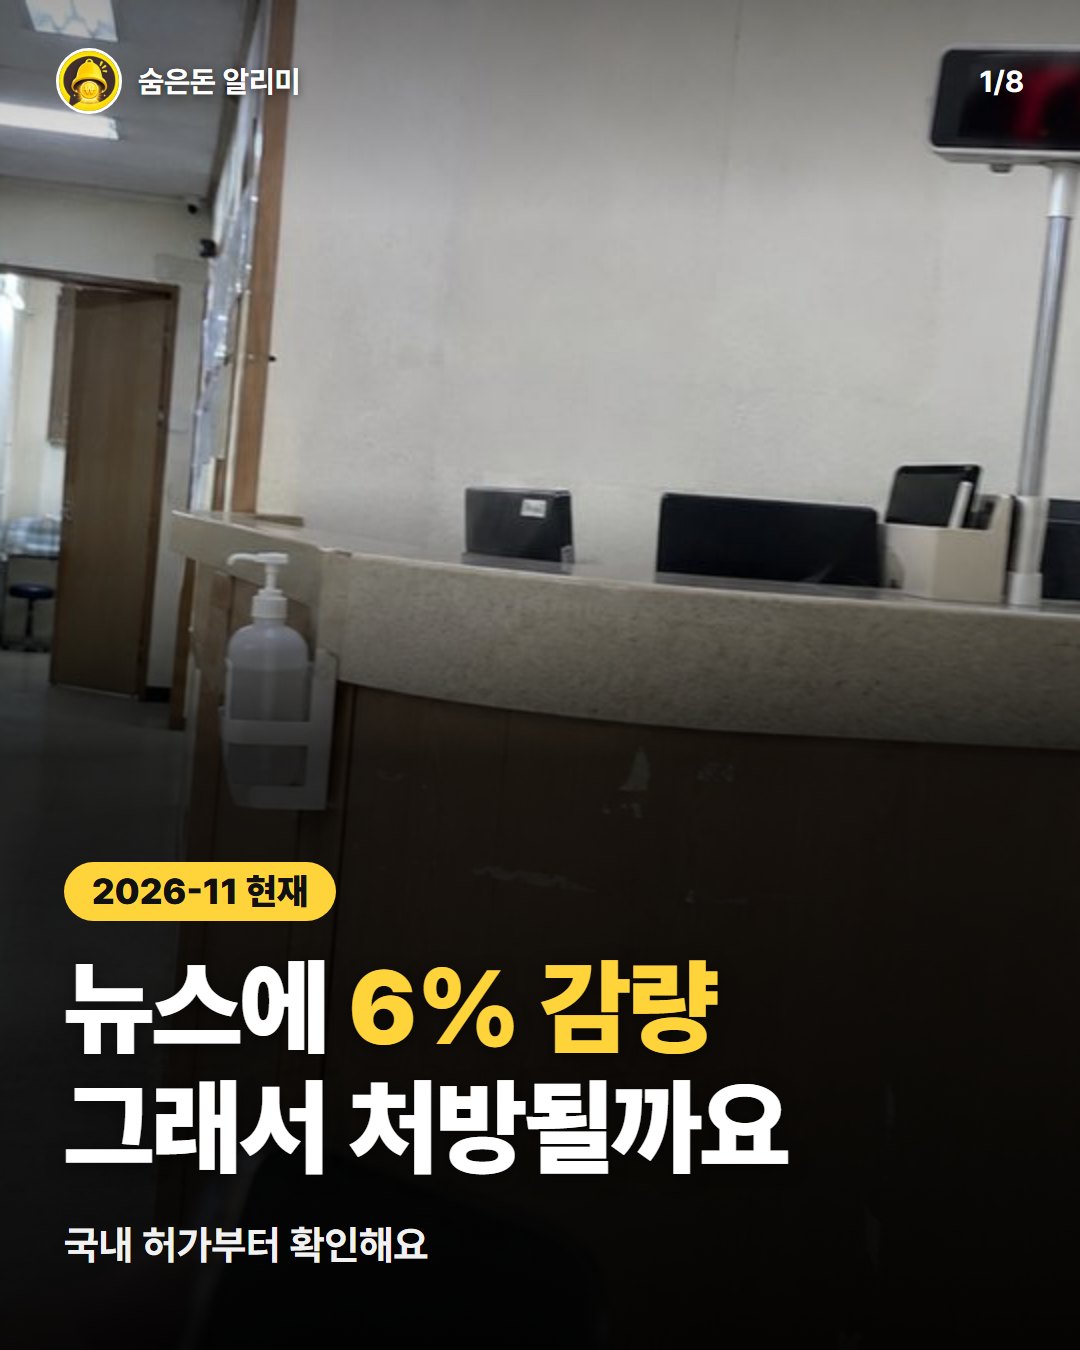 숨은돈 알리미
1/8
2026-11 현재
뉴스에 6% 감량
그래서 처방될까요
국내 허가부터 확인해요